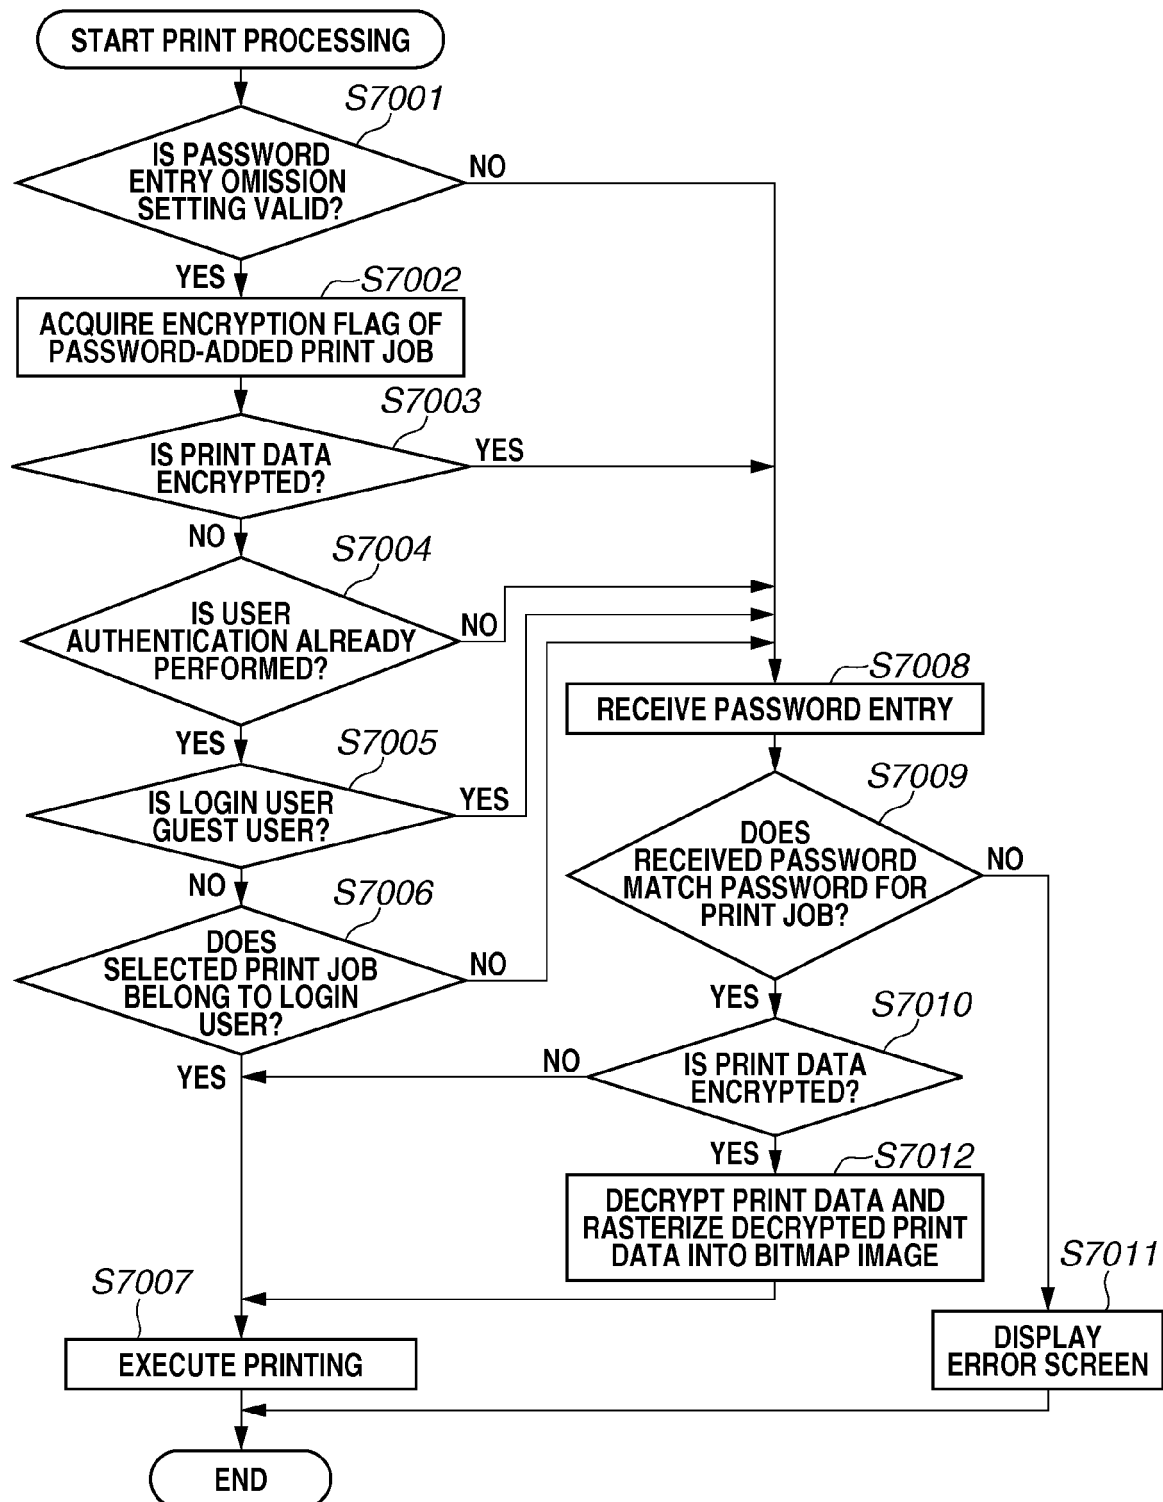 START PRINT PROCESSING
S7001
IS PASSWORD
ENTRY OMISSION
SETTING VALID?
NO
YES
S7002
ACQUIRE ENCRYPTION FLAG OF
PASSWORD-ADDED PRINT JOB
S7003
IS PRINT DATA
ENCRYPTED?
YES
NO
S7004
IS USER
AUTHENTICATION ALREADY
PERFORMED?
NO
YES
S7005
IS LOGIN USER
GUEST USER?
YES
NO
S7006
DOES
SELECTED PRINT JOB
BELONG TO LOGIN
USER?
NO
YES
S7008
RECEIVE PASSWORD ENTRY
S7009
DOES
RECEIVED PASSWORD
MATCH PASSWORD FOR
PRINT JOB?
NO
YES
S7010
IS PRINT DATA
ENCRYPTED?
NO
YES
S7012
DECRYPT PRINT DATA AND
RASTERIZE DECRYPTED PRINT
DATA INTO BITMAP IMAGE
S7011
DISPLAY
ERROR SCREEN
S7007
EXECUTE PRINTING
END